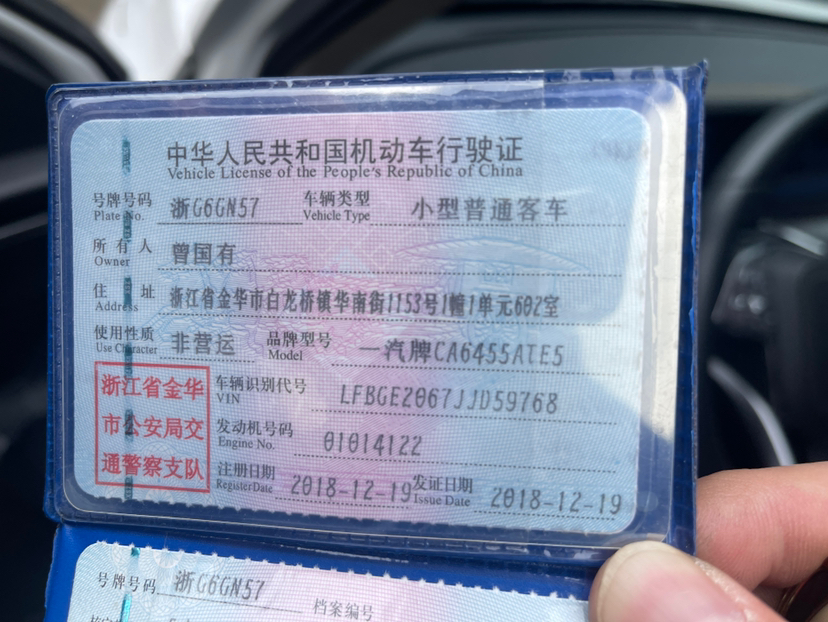 中华人民共和国机动车行驶证
Vehicle License of the People's Republic of China
号牌号码 浙G6GN57 车辆类型 小型普通客车
Plate No. Vehicle Type
所有人 曾国有
Owner
住址 浙江省金华市白龙桥镇华南街1153号1幢1单元602室
Address
使用性质 非营运 品牌型号 一汽牌CA6455ATE5
Use Character Model
浙江省金华
市公安局交
通警察支队
车辆识别代号 LFBGE2067JJD59768
VIN
发动机号码 01014122
Engine No.
注册日期 2018-12-19 发证日期 2018-12-19
Register Date Issue Date
号牌号码 浙G6GN57 档案编号